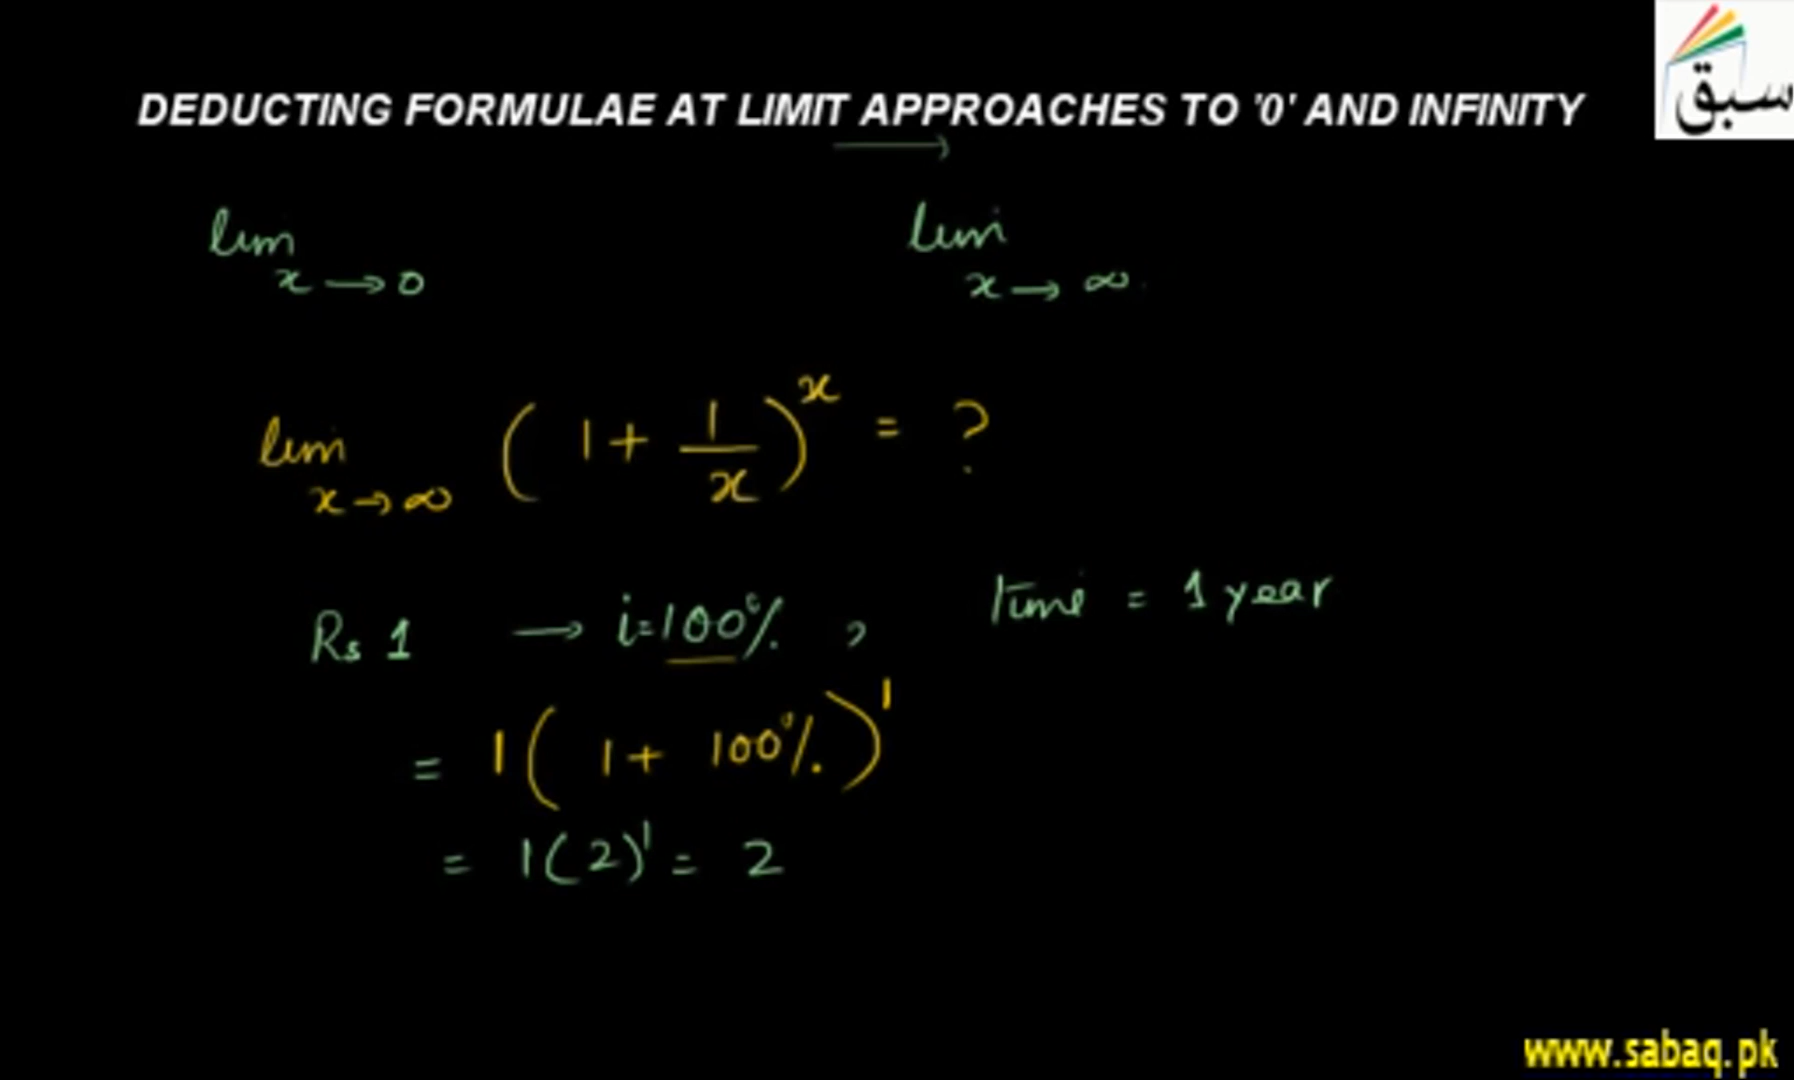 سبق
DEDUCTING FORMULAE AT LIMIT APPROACHES TO '0' AND INFINITY
lim x→0
lim x→∞
lim x→∞ (1 + 1/x)^x = ?
Rs 1 → i=100%, time = 1 year
= 1(1 + 100%)^1
= 1(2)^1 = 2
www.sabaq.pk